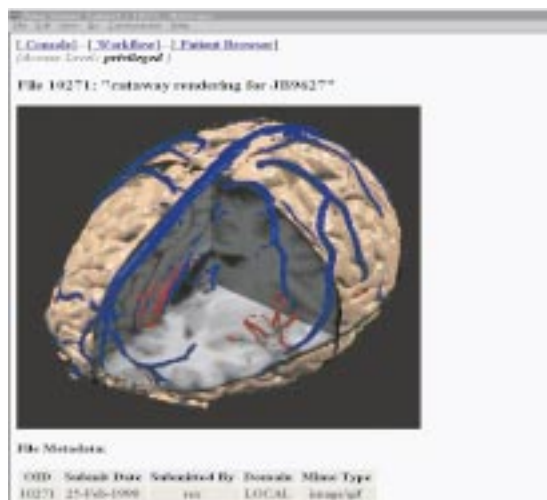 [ Console] - [ Workflow] - [ Patient Browser]
(Access Level: privileged )
File 10271: "cutaway rendering for JB9627"
File Metadata:
OID Submit Date Submitted By Domain Mime Type
10271 25-Feb-1998 LOCAL image/gif